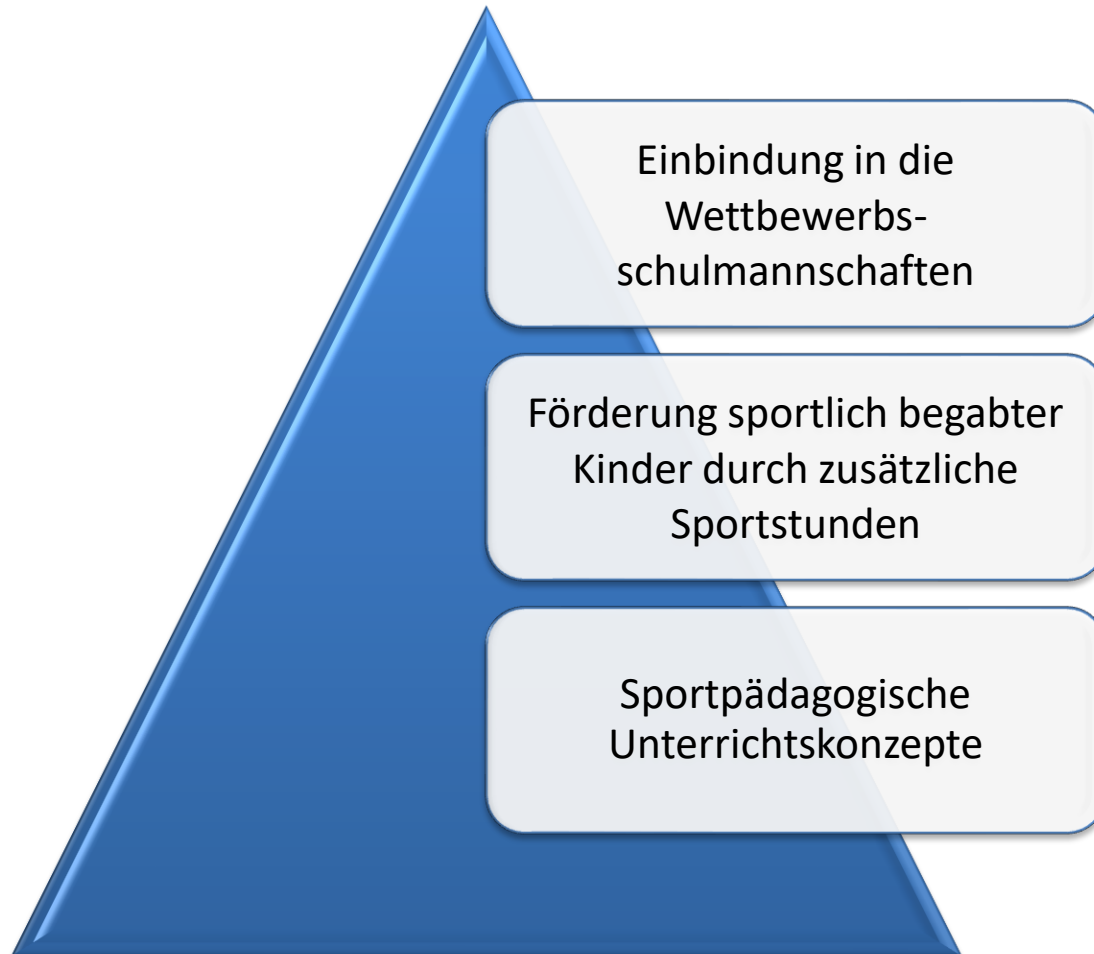 Einbindung in die
Wettbewerbs-
schulmannschaften
Förderung sportlich begabter
Kinder durch zusätzliche
Sportstunden
Sportpädagogische
Unterrichtskonzepte